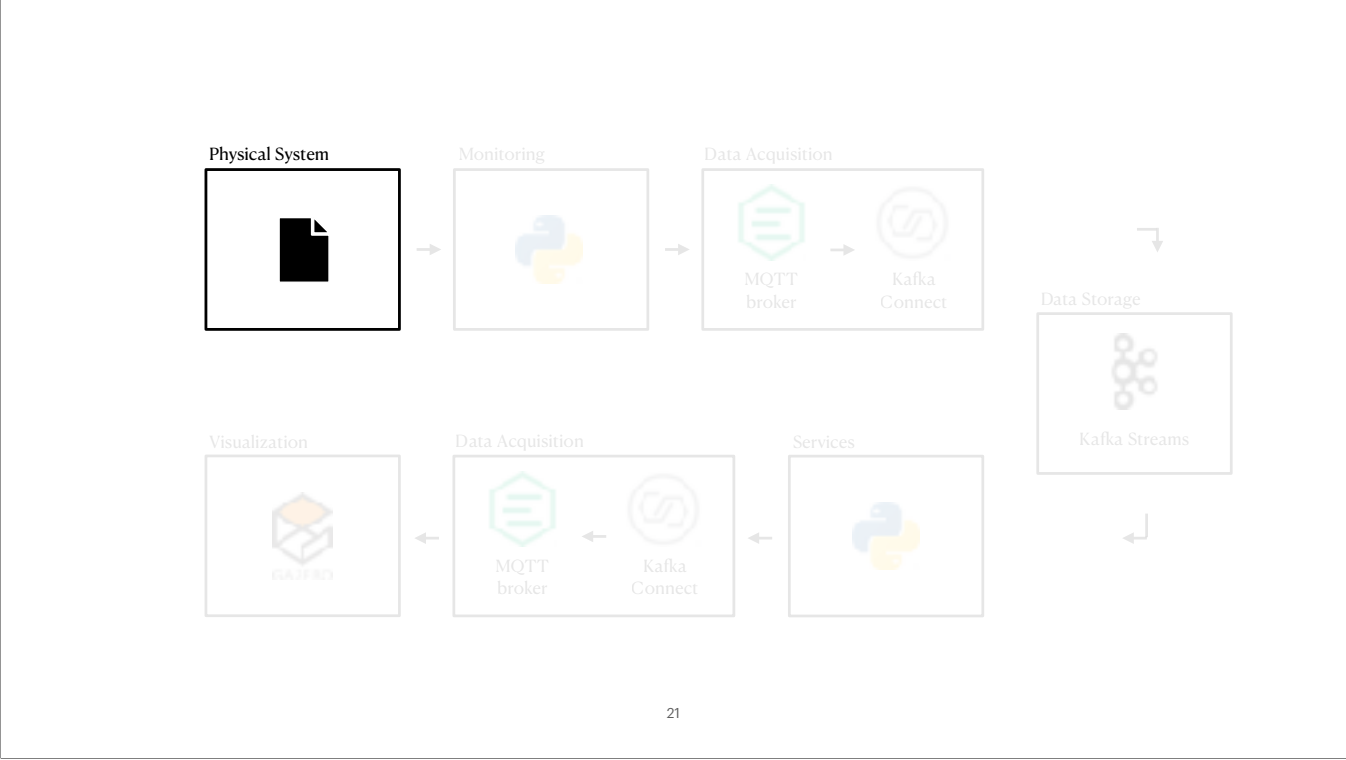 Physical System
Monitoring
Data Acquisition
MQTT
broker
Kafka
Connect
Data Storage
Kafka Streams
Visualization
Data Acquisition
Services
MQTT
broker
Kafka
Connect
21